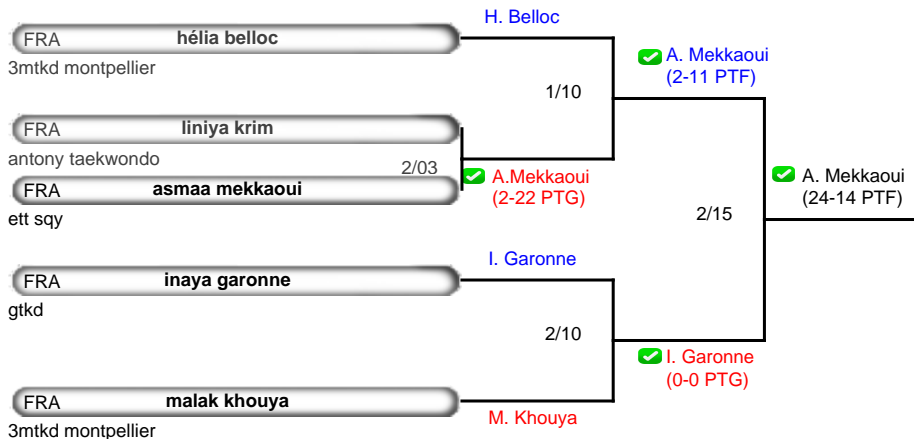 H. Belloc
FRA hélia belloc
3mtkd montpellier
A. Mekkaoui
(2-11 PTF)
1/10
FRA liniya krim
antony taekwondo
2/03
A.Mekkaoui
(2-22 PTG)
FRA asmaa mekkaoui
ett sqy
A. Mekkaoui
(24-14 PTF)
2/15
I. Garonne
FRA inaya garonne
gtkd
2/10
I. Garonne
(0-0 PTG)
FRA malak khouya
M. Khouya
3mtkd montpellier